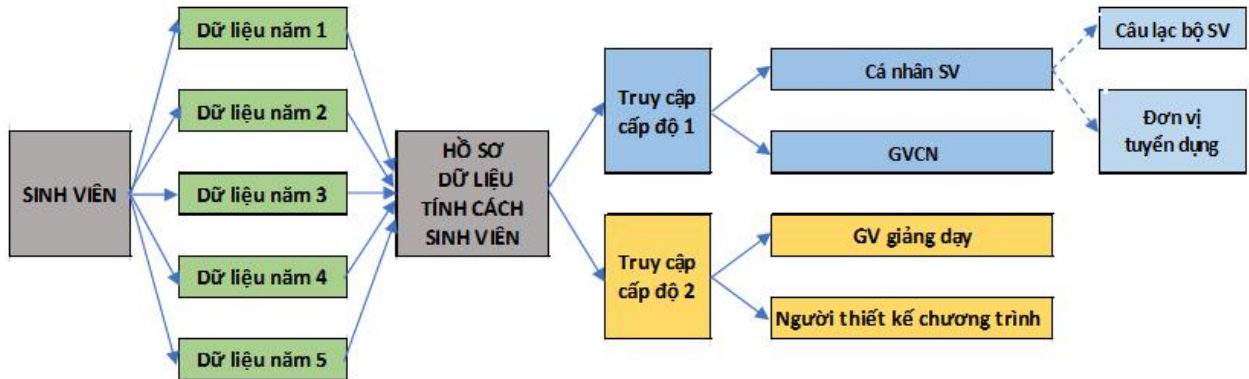 SINH VIÊN
Dữ liệu năm 1
Dữ liệu năm 2
Dữ liệu năm 3
Dữ liệu năm 4
Dữ liệu năm 5
HỒ SƠ
DỮ LIỆU
TÍNH CÁCH
SINH VIÊN
Truy cập
cấp độ 1
Cá nhân SV
GVCN
Câu lạc bộ SV
Đơn vị
tuyển dụng
Truy cập
cấp độ 2
GV giảng dạy
Người thiết kế chương trình